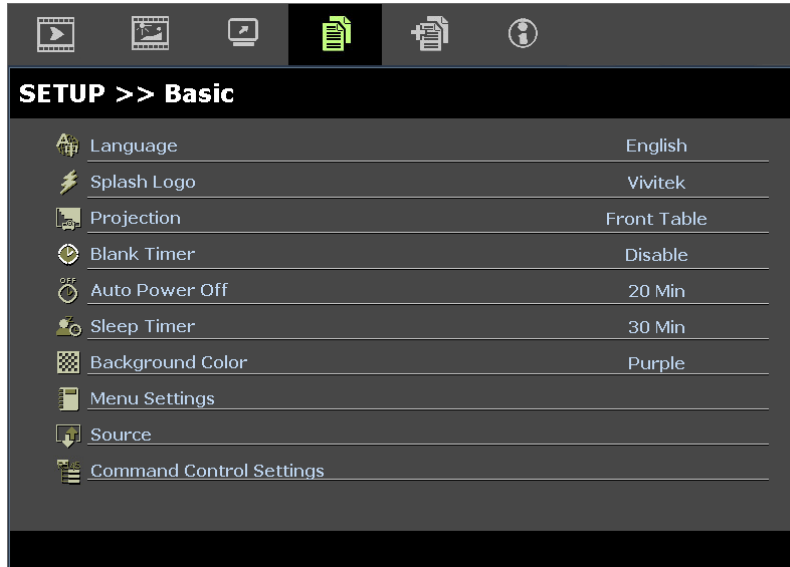 SETUP >> Basic
Language English
Splash Logo Vivitek
Projection Front Table
Blank Timer Disable
OFF
Auto Power Off 20 Min
Sleep Timer 30 Min
Background Color Purple
Menu Settings
Source
Command Control Settings